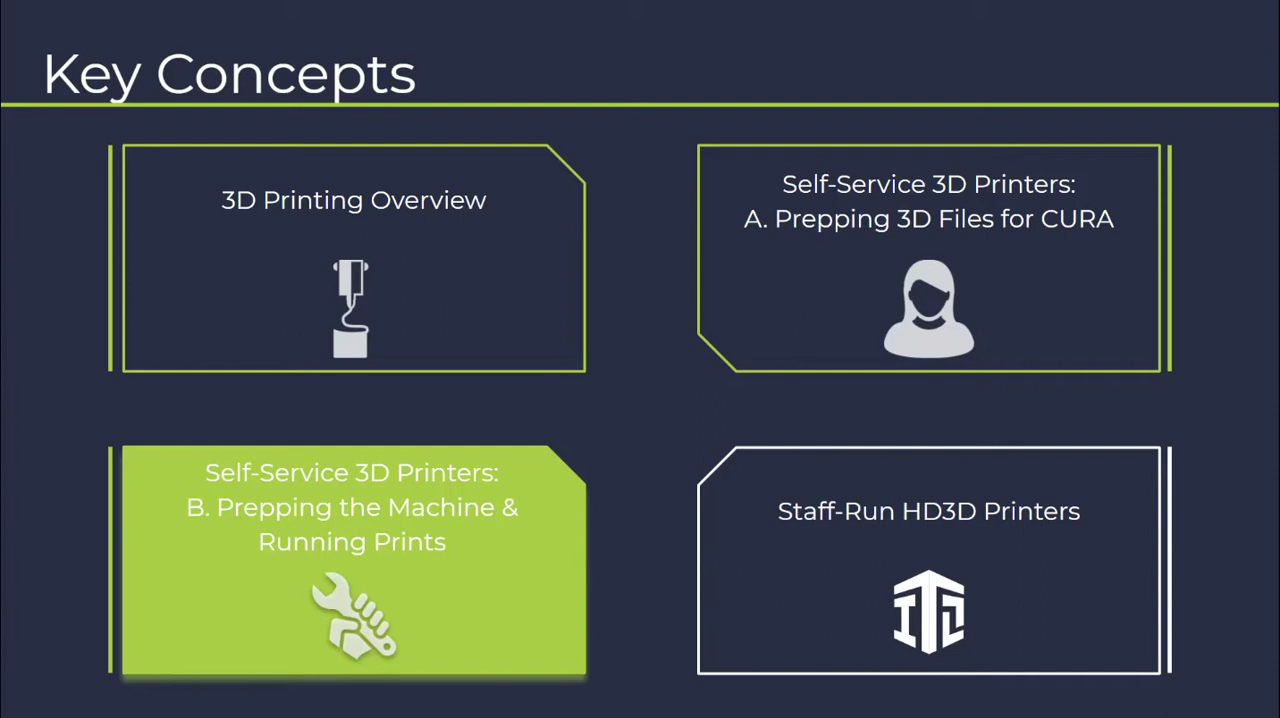 Key Concepts
3D Printing Overview
Self-Service 3D Printers:
A. Prepping 3D Files for CURA
Self-Service 3D Printers:
B. Prepping the Machine &
Running Prints
Staff-Run HD3D Printers